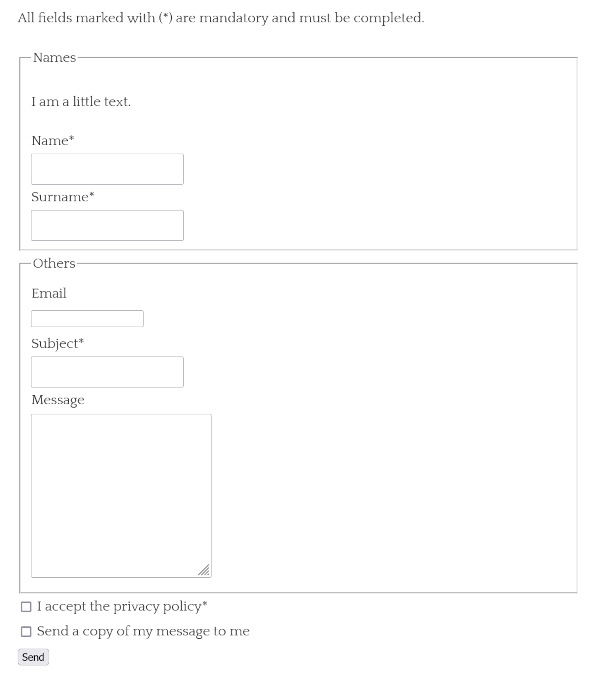 All fields marked with (*) are mandatory and must be completed.
Names
I am a little text.
Name*
Surname*
Others
Email
Subject*
Message
I accept the privacy policy*
Send a copy of my message to me
Send